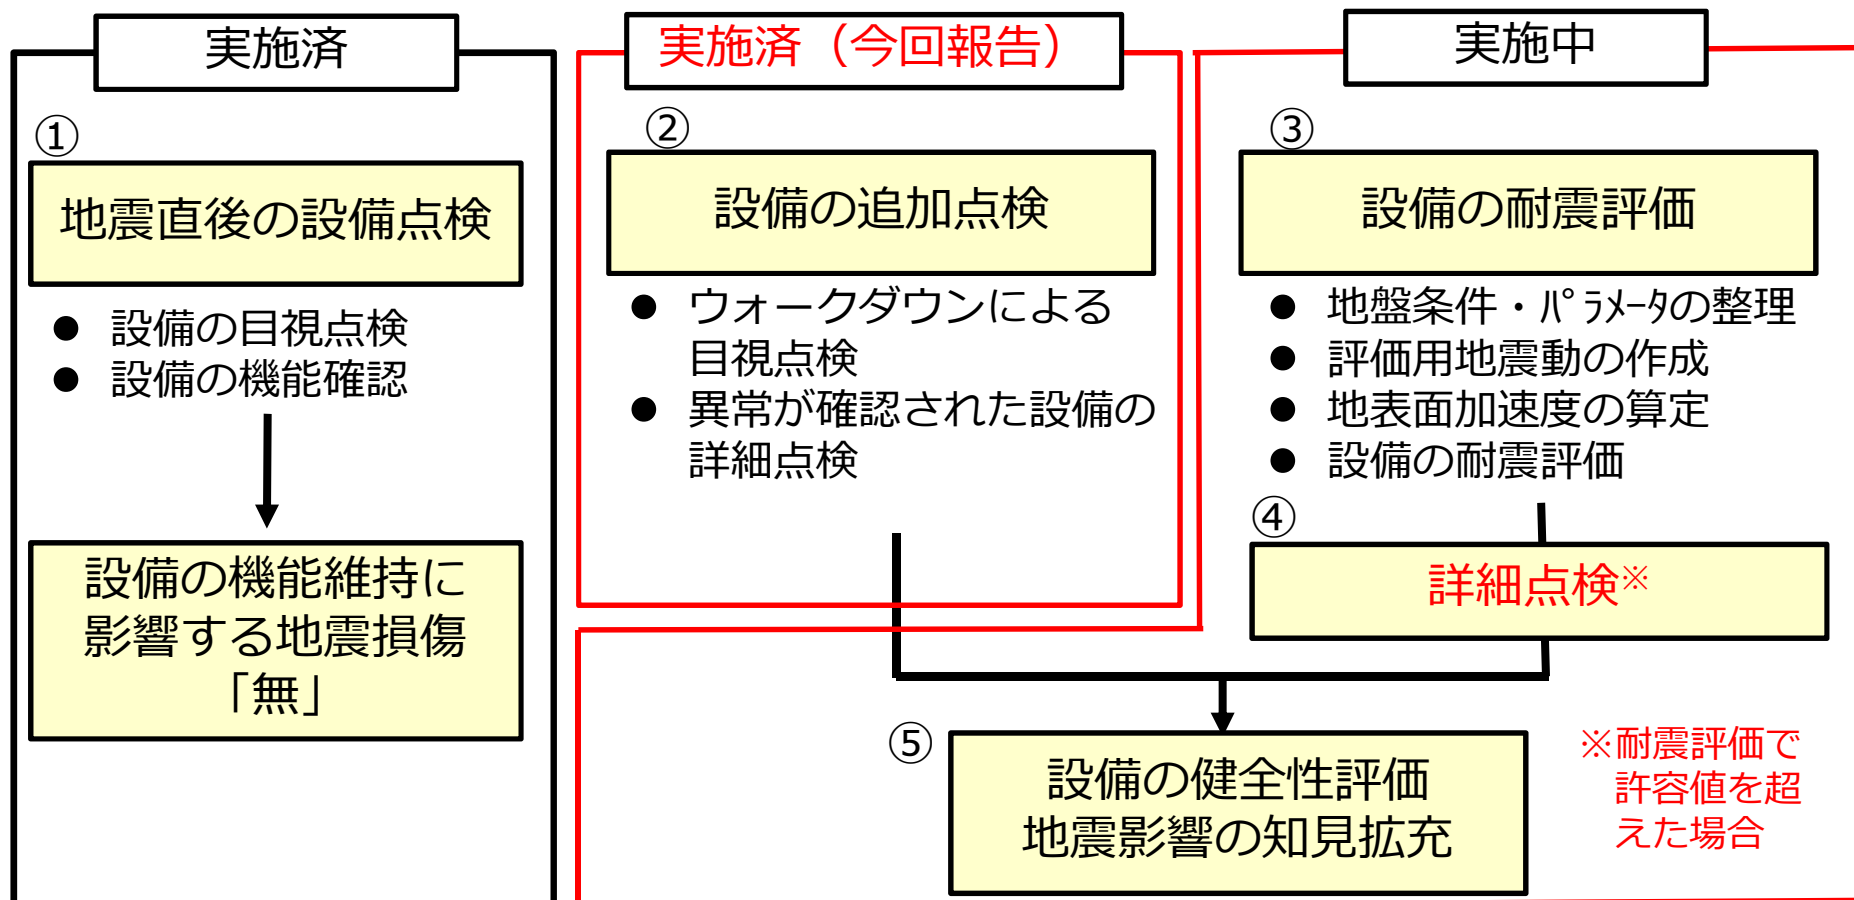 実施済
①
地震直後の設備点検
● 設備の目視点検
● 設備の機能確認
設備の機能維持に
影響する地震損傷
「無」
実施済（今回報告）
②
設備の追加点検
● ウォークダウンによる
目視点検
● 異常が確認された設備の
詳細点検
実施中
③
設備の耐震評価
● 地盤条件・ﾊﾟﾗﾒｰﾀの整理
● 評価用地震動の作成
● 地表面加速度の算定
● 設備の耐震評価
④
詳細点検※
⑤
設備の健全性評価
地震影響の知見拡充
※耐震評価で
許容値を超
えた場合